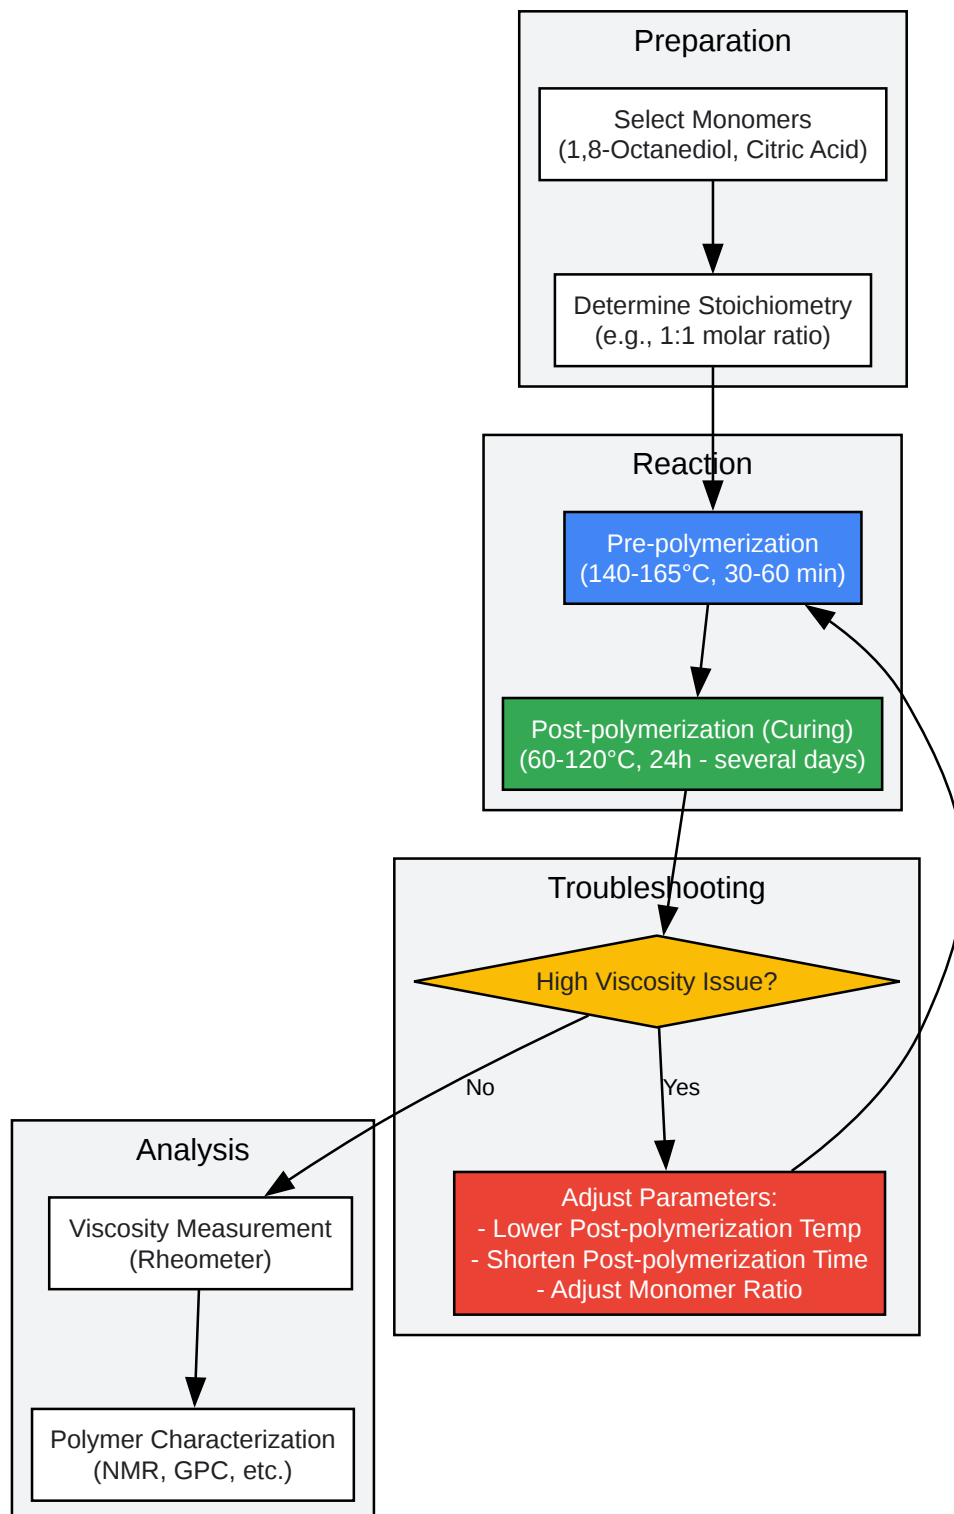 Preparation
Select Monomers
(1,8-Octanediol, Citric Acid)
Determine Stoichiometry
(e.g., 1:1 molar ratio)
Reaction
Pre-polymerization
(140-165°C, 30-60 min)
Post-polymerization (Curing)
(60-120°C, 24h - several days)
Troubleshooting
High Viscosity Issue?
No
Yes
Adjust Parameters:
- Lower Post-polymerization Temp
- Shorten Post-polymerization Time
- Adjust Monomer Ratio
Analysis
Viscosity Measurement
(Rheometer)
Polymer Characterization
(NMR, GPC, etc.)